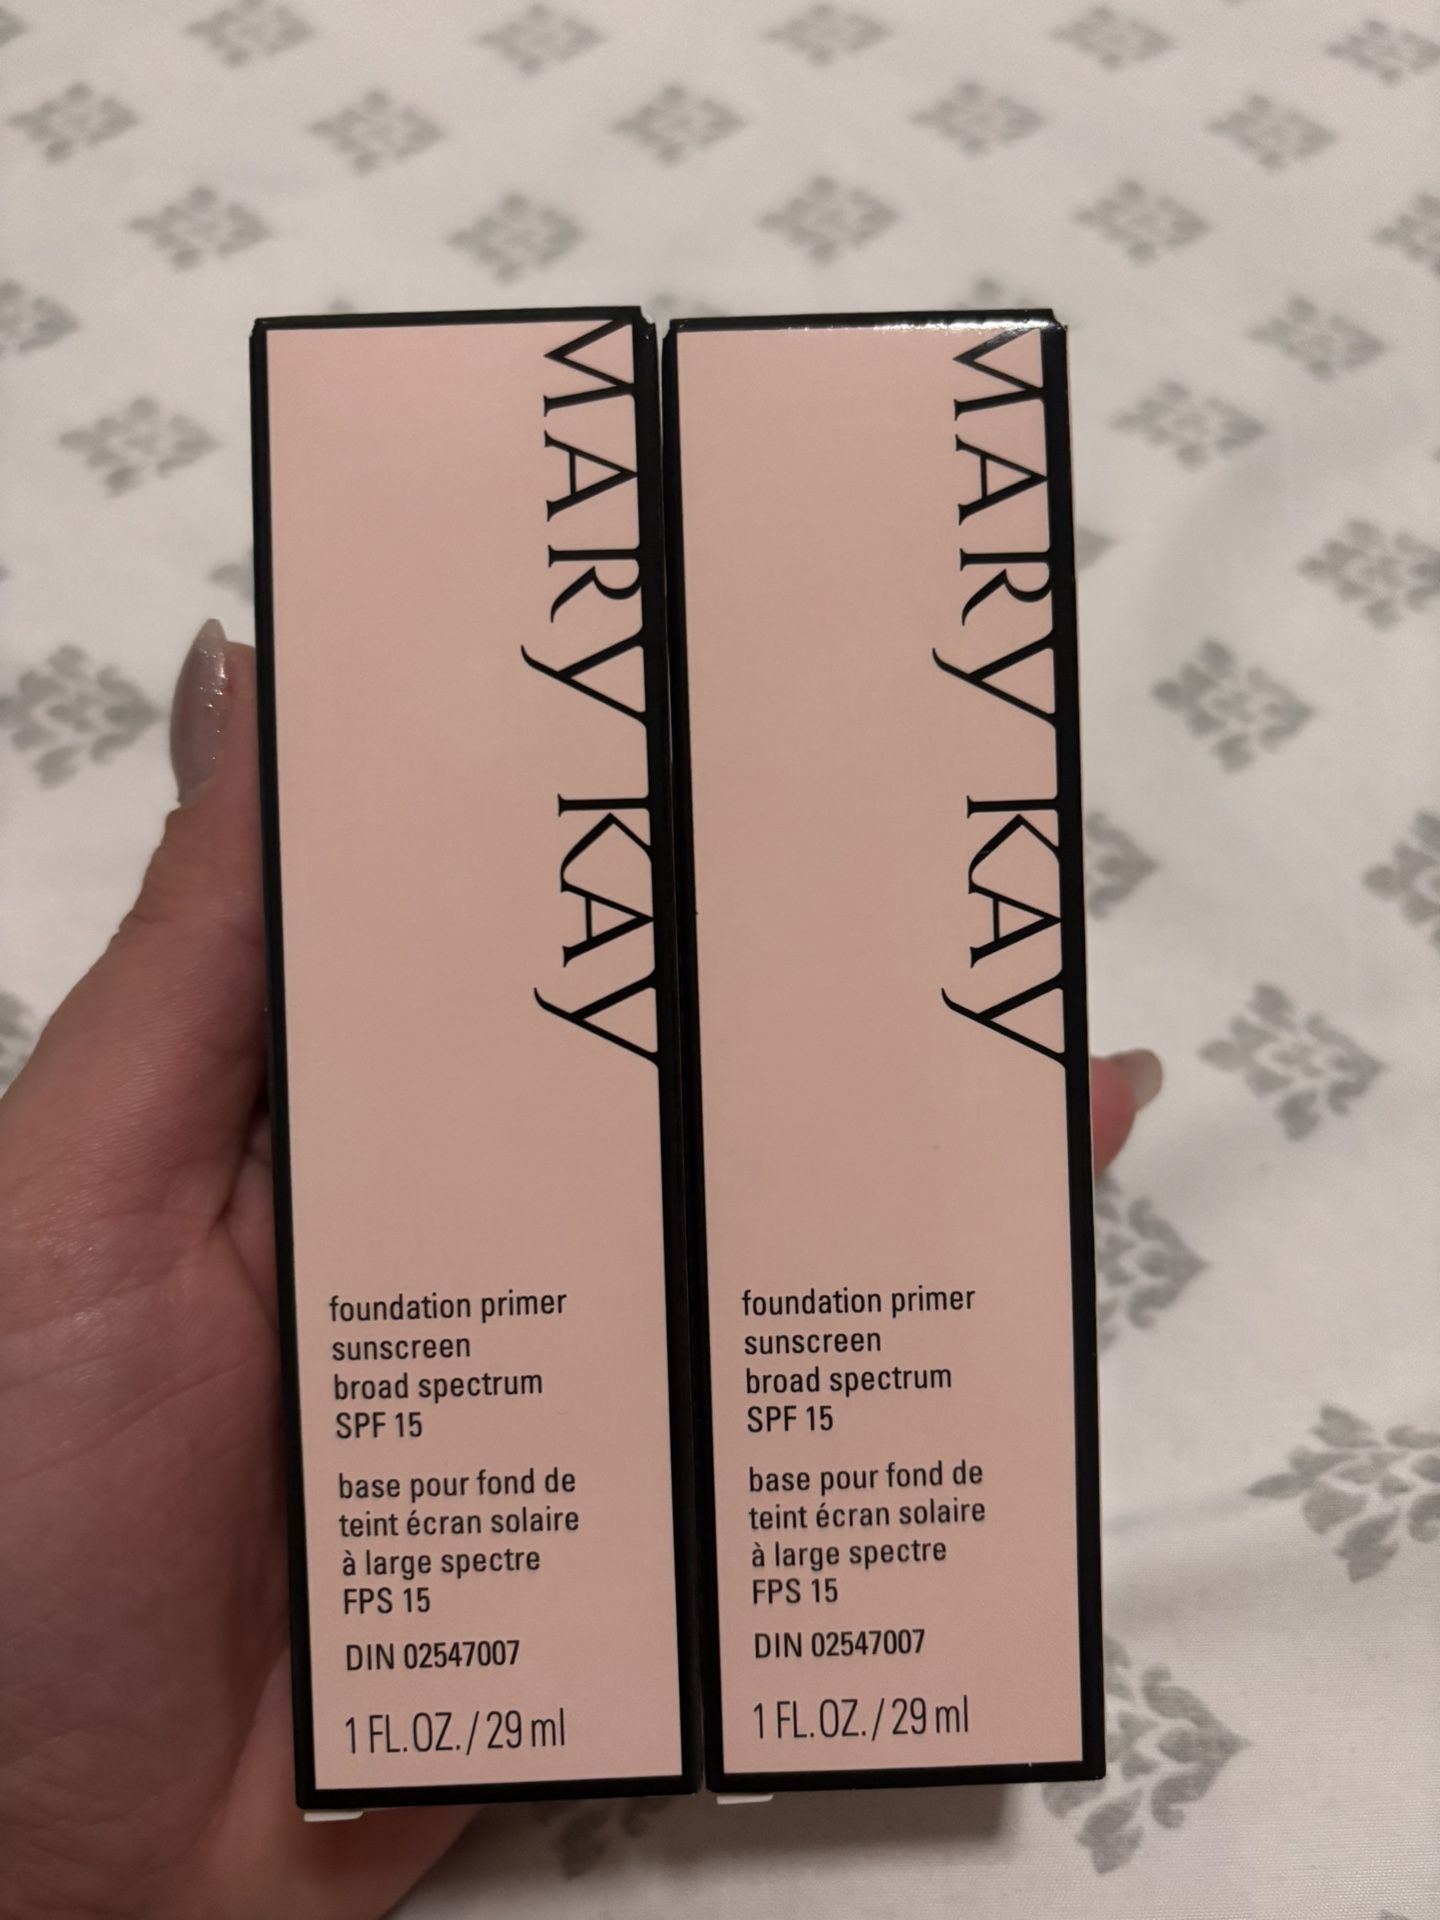 MARY KAY
foundation primer
sunscreen
broad spectrum
SPF 15
base pour fond de
teint écran solaire
à large spectre
FPS 15
DIN 02547007
1 FL.OZ./29 ml
MARY KAY
foundation primer
sunscreen
broad spectrum
SPF 15
base pour fond de
teint écran solaire
à large spectre
FPS 15
DIN 02547007
1 FL.OZ./29 ml